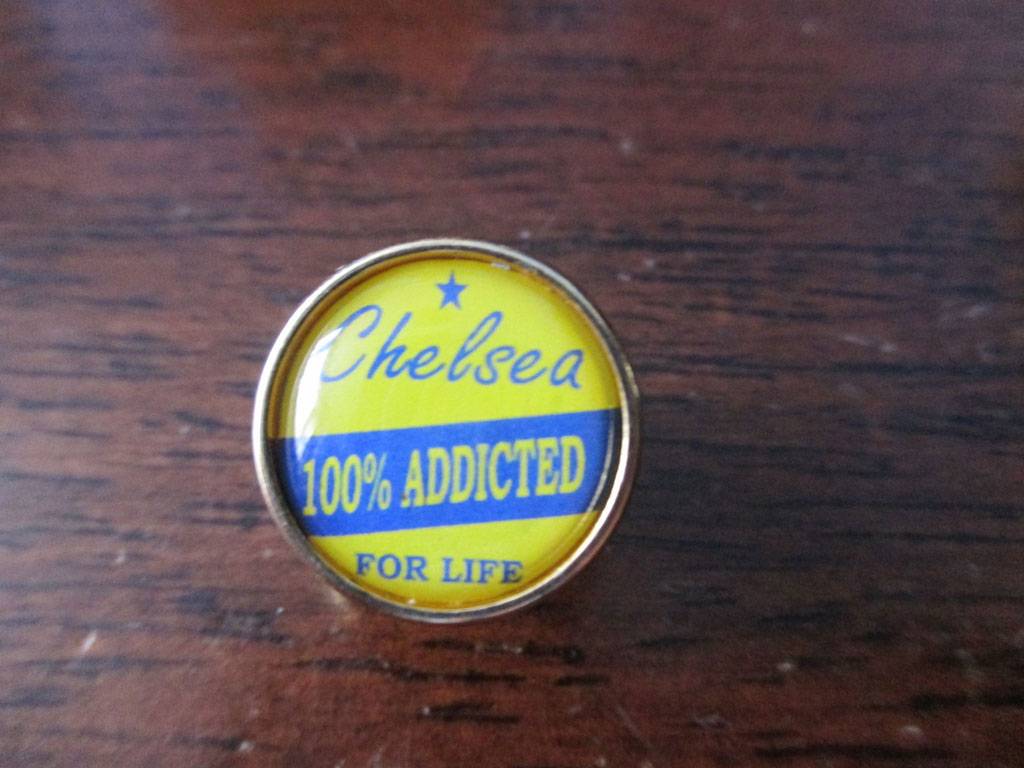 Chelsea
100% ADDICTED
FOR LIFE